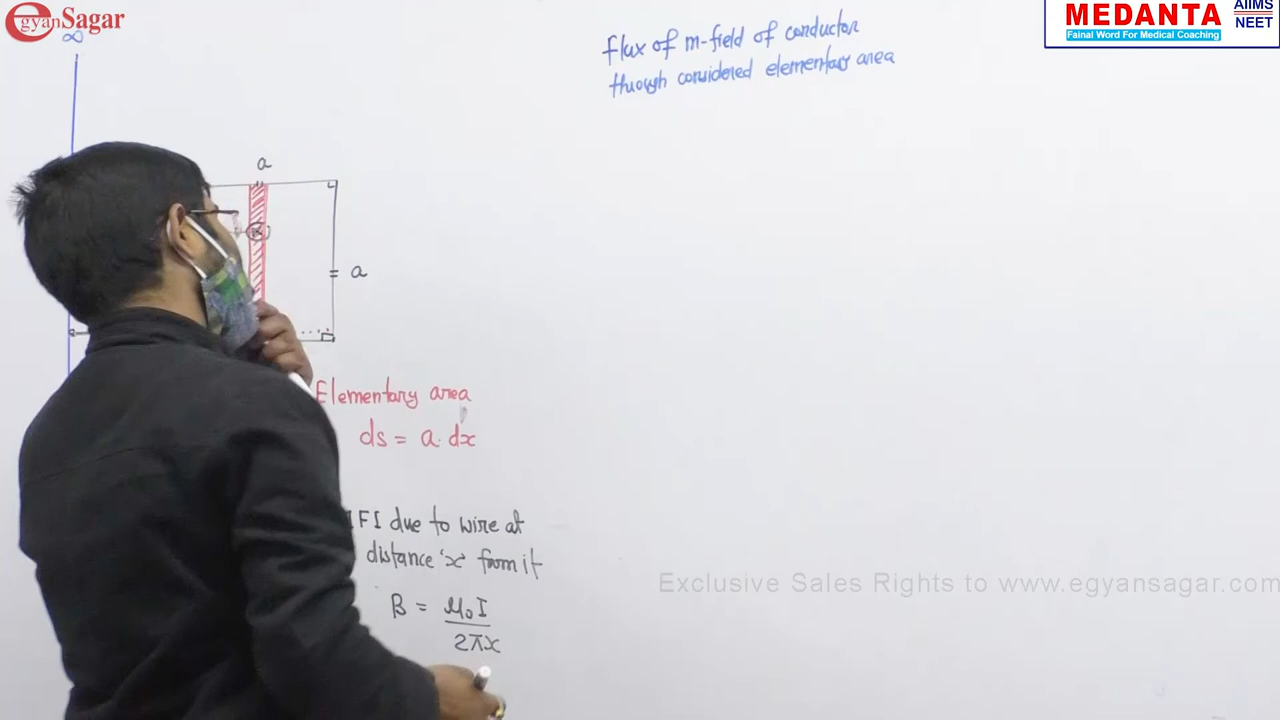 egyanSagar
MEDANTA
Fainal Word For Medical Coaching
AIIMS
NEET
∞
flux of m-field of conductor
through considered elementary area
a
a
Elementary area
ds = a. dx
FI due to wire at
distance 'x' from it
B = μ₀I
2πx
Exclusive Sales Rights to www.egyansagar.com